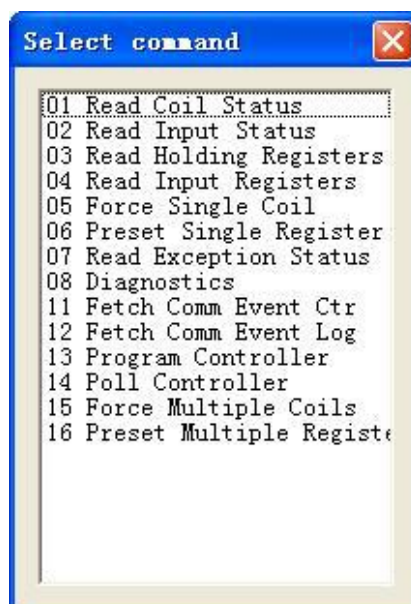 Select command
01 Read Coil Status
02 Read Input Status
03 Read Holding Registers
04 Read Input Registers
05 Force Single Coil
06 Preset Single Register
07 Read Exception Status
08 Diagnostics
11 Fetch Comm Event Ctr
12 Fetch Comm Event Log
13 Program Controller
14 Poll Controller
15 Force Multiple Coils
16 Preset Multiple Registe